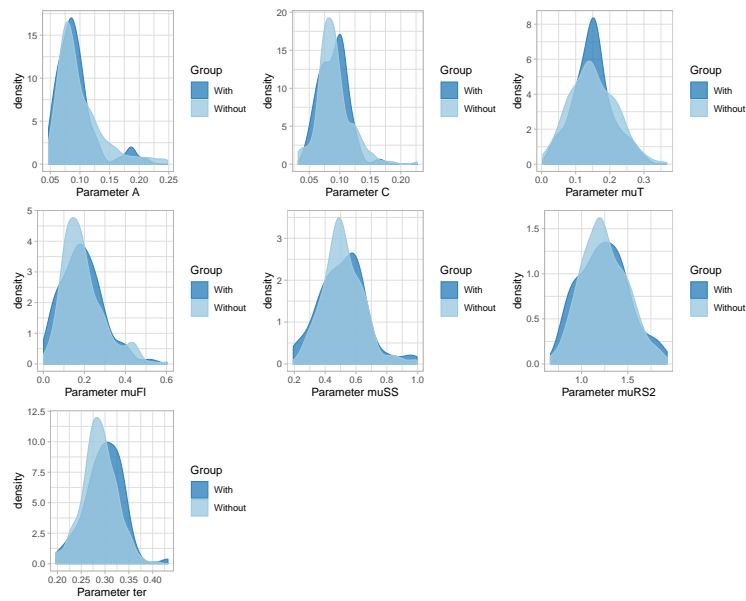 density
15
10
5
0
0.05 0.10 0.15 0.20 0.25
Parameter A
Group
With
Without
density
20
15
10
5
0
0.05 0.10 0.15 0.20
Parameter C
Group
With
Without
density
8
6
4
2
0
0.0 0.1 0.2 0.3
Parameter muT
Group
With
Without
density
5
4
3
2
1
0
0.0 0.2 0.4 0.6
Parameter muFI
Group
With
Without
density
3
2
1
0
0.2 0.4 0.6 0.8 1.0
Parameter muSS
Group
With
Without
density
1.5
1.0
0.5
0.0
1.0 1.5
Parameter muRS2
Group
With
Without
density
12.5
10.0
7.5
5.0
2.5
0.0
0.20 0.25 0.30 0.35 0.40
Parameter ter
Group
With
Without